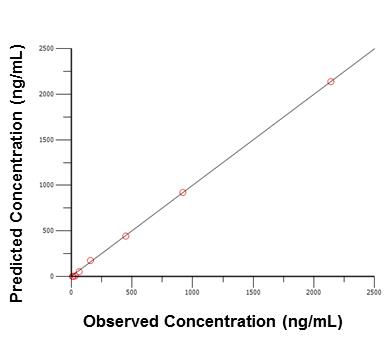 Predicted Concentration (ng/mL)
2500
2000
1500
1000
500
0
0 500 1000 1500 2000 2500
Observed Concentration (ng/mL)